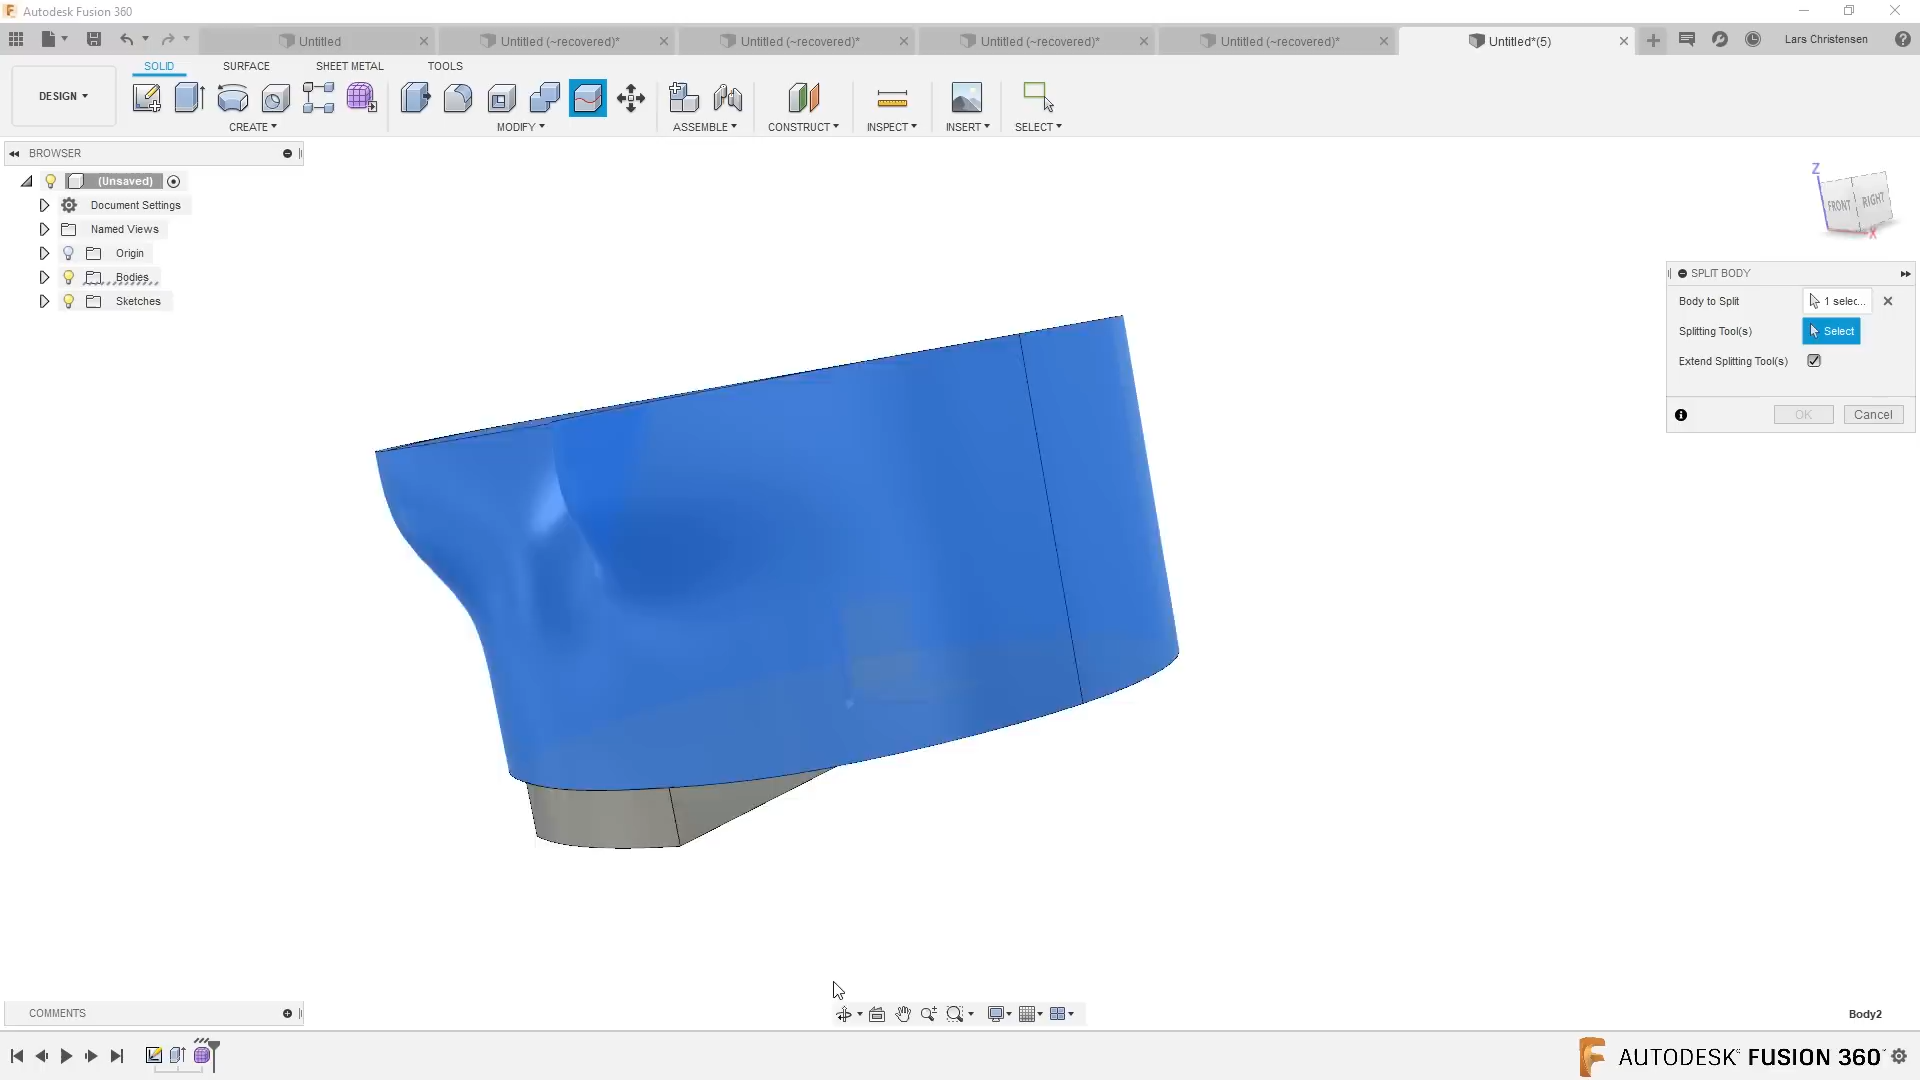 Autodesk Fusion 360
Untitled
Untitled (~recovered)*
Untitled (~recovered)*
Untitled (~recovered)*
Untitled (~recovered)*
Untitled*(5)
Lars Christensen
DESIGN
SOLID
SURFACE
SHEET METAL
TOOLS
CREATE
MODIFY
ASSEMBLE
CONSTRUCT
INSPECT
INSERT
SELECT
BROWSER
(Unsaved)
Document Settings
Named Views
Origin
Bodies
Sketches
Z
FRONT
RIGHT
X
SPLIT BODY
Body to Split
1 selec...
Splitting Tool(s)
Select
Extend Splitting Tool(s)
OK
Cancel
COMMENTS
Body2
AUTODESK® FUSION 360™